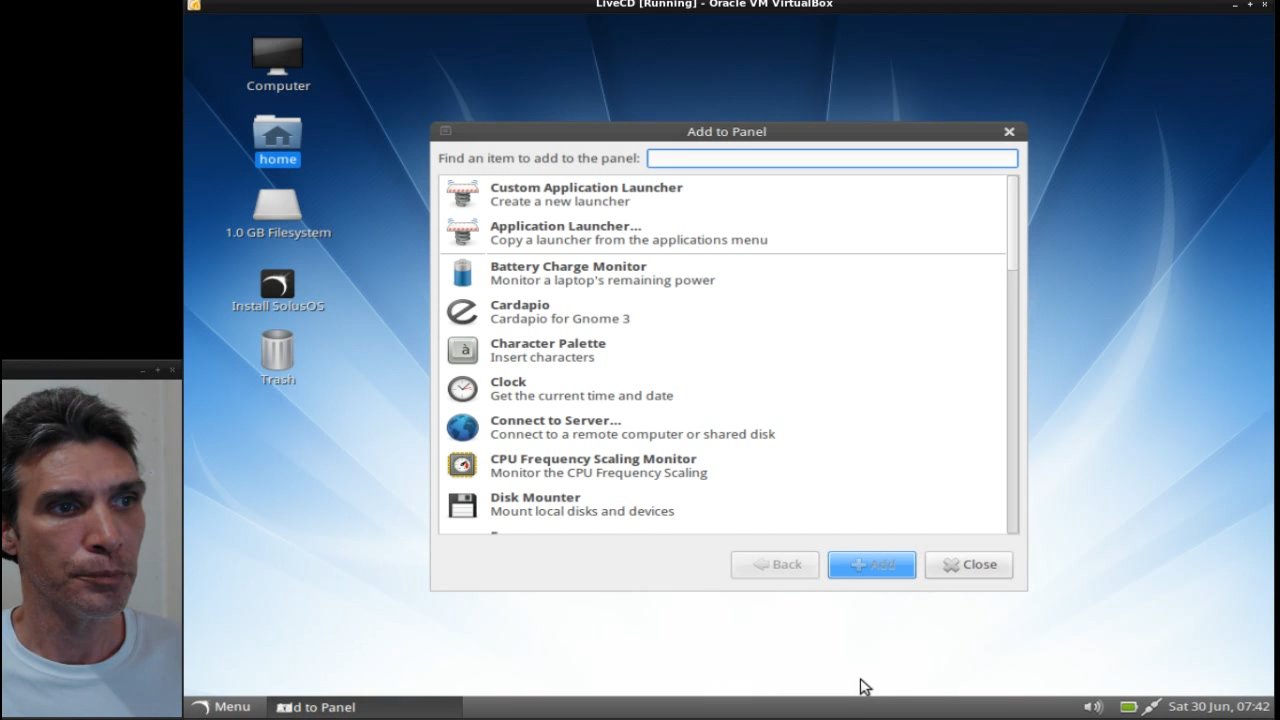 LiveCD [Running] - Oracle VM VirtualBox
Computer
home
1.0 GB Filesystem
Install SolusOS
Trash
Add to Panel
Find an item to add to the panel:
Custom Application Launcher
Create a new launcher
Application Launcher...
Copy a launcher from the applications menu
Battery Charge Monitor
Monitor a laptop's remaining power
Cardapio
Cardapio for Gnome 3
Character Palette
Insert characters
Clock
Get the current time and date
Connect to Server...
Connect to a remote computer or shared disk
CPU Frequency Scaling Monitor
Monitor the CPU Frequency Scaling
Disk Mounter
Mount local disks and devices
Back
Add
Close
Menu
dd to Panel
Sat 30 Jun, 07:42